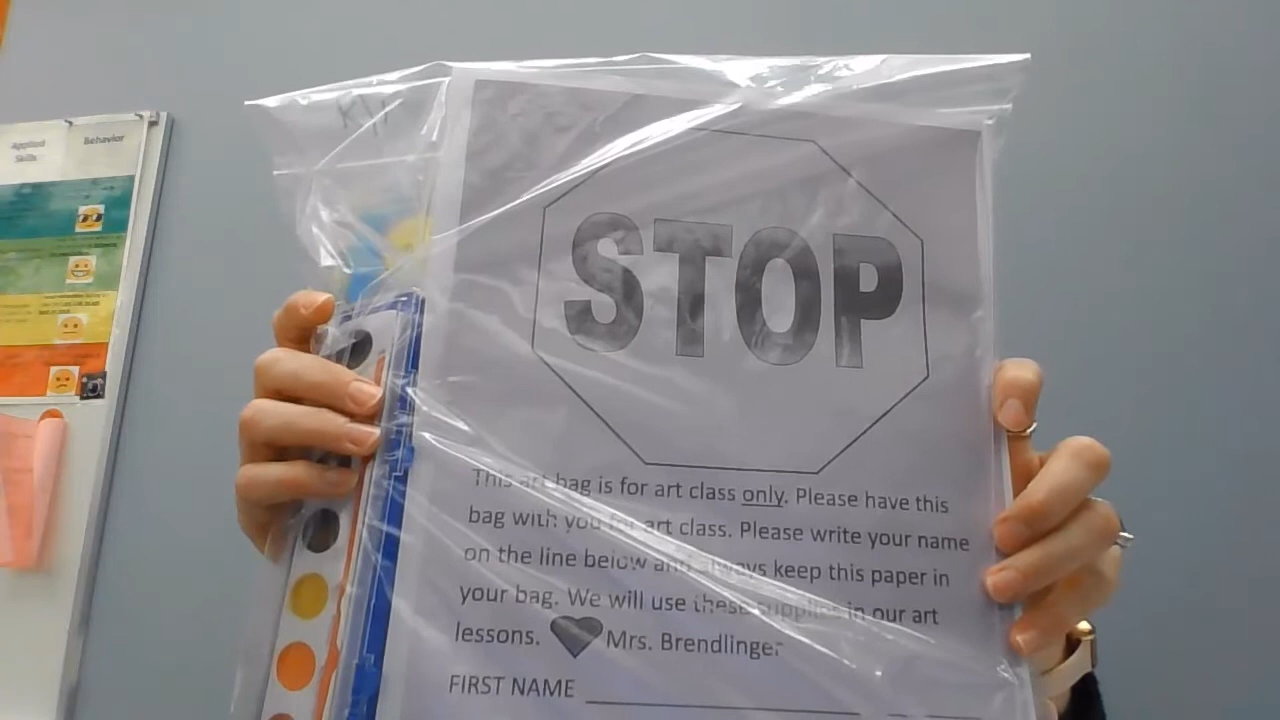 Applied
Skills
Behavior
STOP
This art bag is for art class only. Please have this
bag with you for art class. Please write your name
on the line below and always keep this paper in
your bag. We will use these supplies in our art
lessons. Mrs. Brendlinger
FIRST NAME